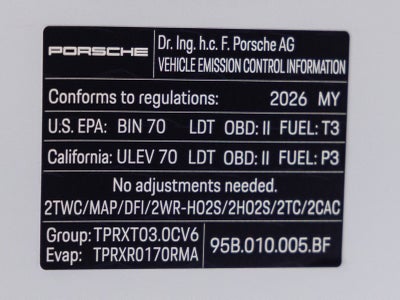 PORSCHE
Dr. Ing. h.c. F. Porsche AG
VEHICLE EMISSION CONTROL INFORMATION
Conforms to regulations: 2026 MY
U.S. EPA: BIN 70 LDT OBD: II FUEL: T3
California: ULEV 70 LDT OBD: II FUEL: P3
No adjustments needed.
2TWC/MAP/DFI/2WR-HO2S/2HO2S/2TC/2CAC
Group: TPRXT03.0CV6
Evap: TPRXR0170RMA
95B.010.005.BF